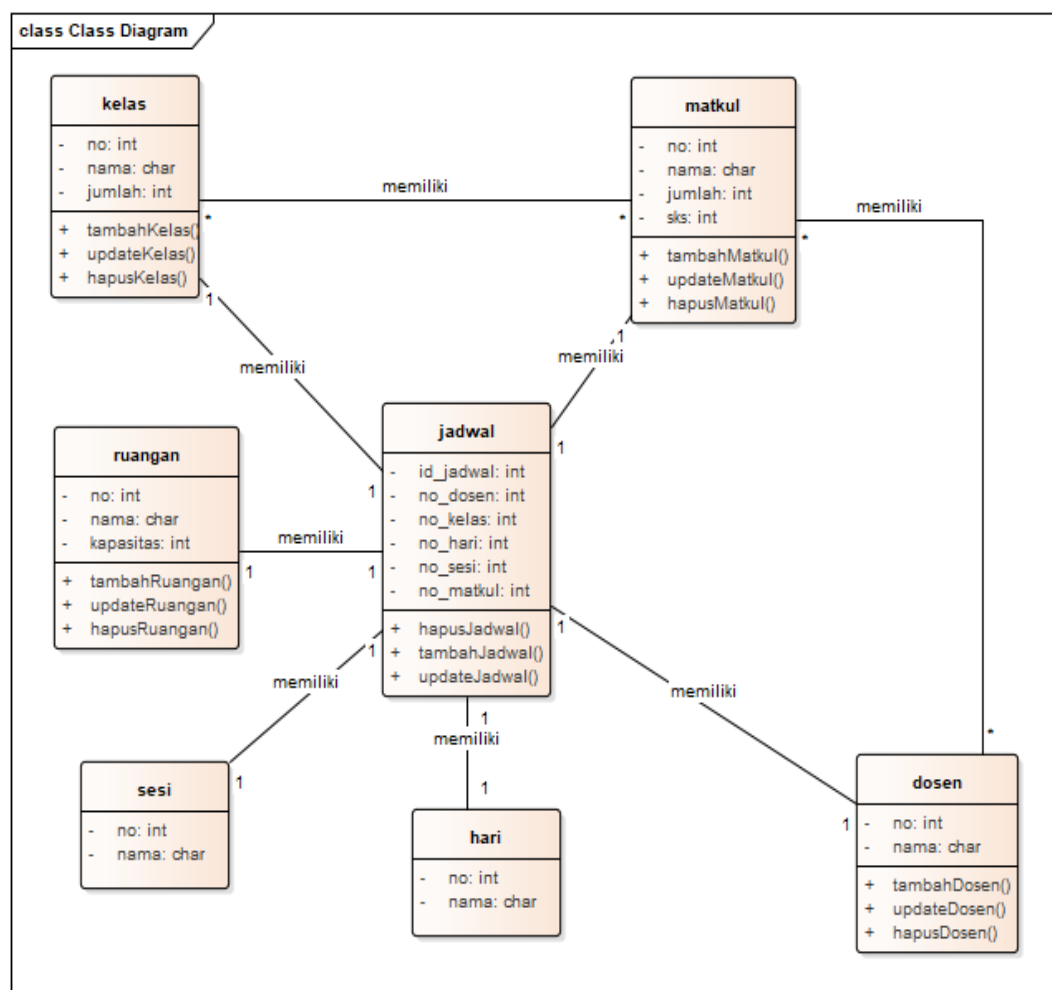 class Class Diagram
kelas
- no: int
- nama: char
- jumlah: int
+ tambahKelas()
+ updateKelas()
+ hapusKelas()
memiliki
*
*
matkul
- no: int
- nama: char
- jumlah: int
- sks: int
+ tambahMatkul()
+ updateMatkul()
+ hapusMatkul()
memiliki
*
*
1
memiliki
1
1
memiliki
1
ruangan
- no: int
- nama: char
- kapasitas: int
+ tambahRuangan()
+ updateRuangan()
+ hapusRuangan()
memiliki
1
1
jadwal
- id_jadwal: int
- no_dosen: int
- no_kelas: int
- no_hari: int
- no_sesi: int
- no_matkul: int
+ hapusJadwal()
+ tambahJadwal()
+ updateJadwal()
1
memiliki
1
1
memiliki
1
1
memiliki
1
sesi
- no: int
- nama: char
hari
- no: int
- nama: char
dosen
- no: int
- nama: char
+ tambahDosen()
+ updateDosen()
+ hapusDosen()